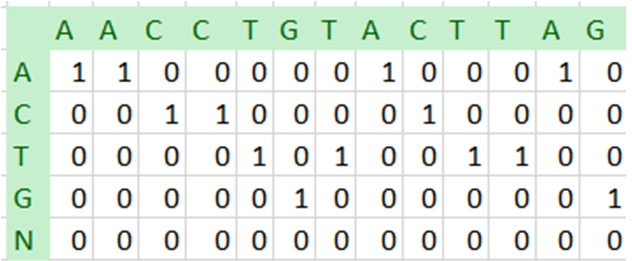 A A C C T G T A C T T A G
A 1 1 0 0 0 0 0 1 0 0 0 1 0
C 0 0 1 1 0 0 0 0 1 0 0 0 0
T 0 0 0 0 1 0 1 0 0 1 1 0 0
G 0 0 0 0 0 1 0 0 0 0 0 0 1
N 0 0 0 0 0 0 0 0 0 0 0 0 0